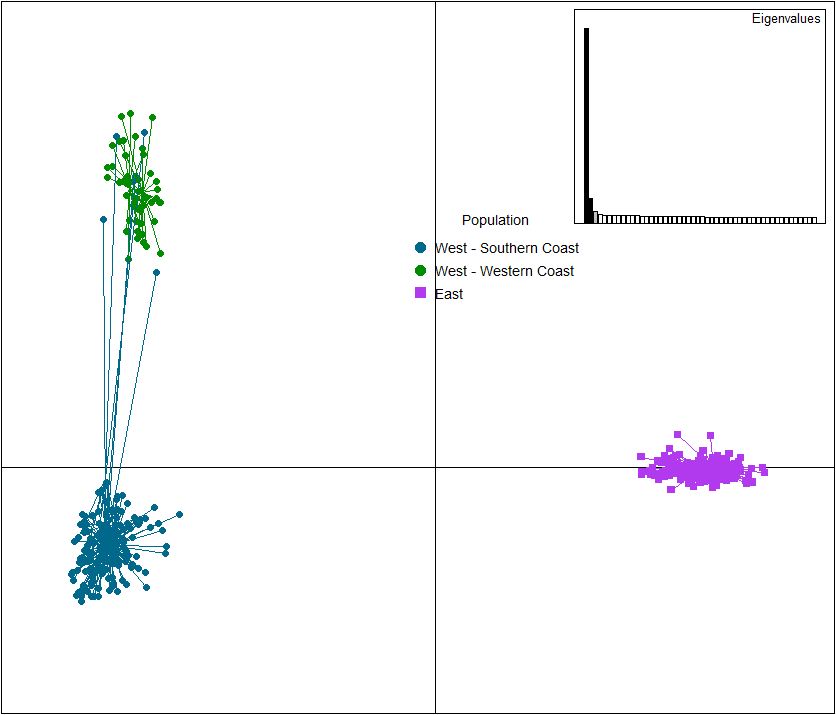 Eigenvalues
Population
West - Southern Coast
West - Western Coast
East